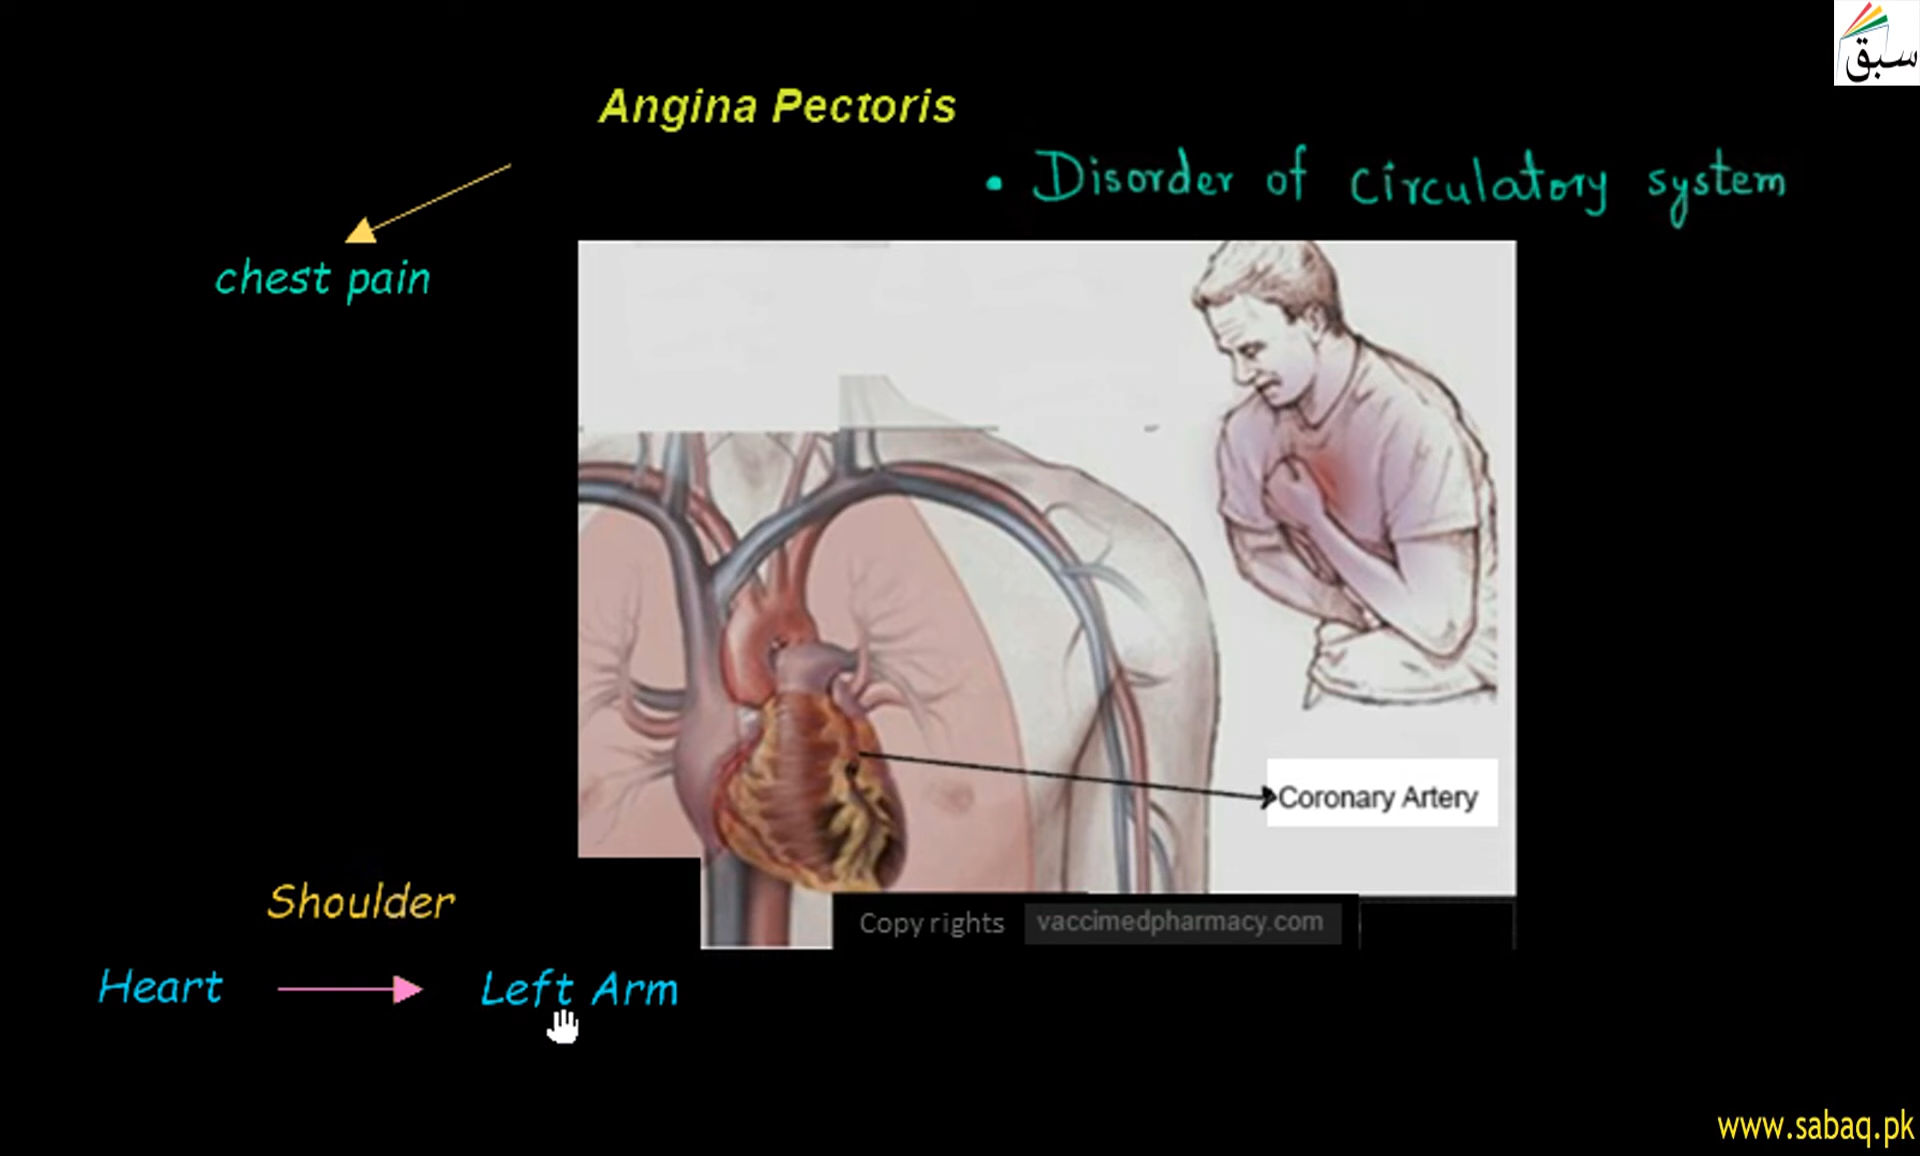 سبق
Angina Pectoris
• Disorder of circulatory system
chest pain
Coronary Artery
Shoulder
Copy rights vaccimedpharmacy.com
Heart Left Arm
www.sabaq.pk